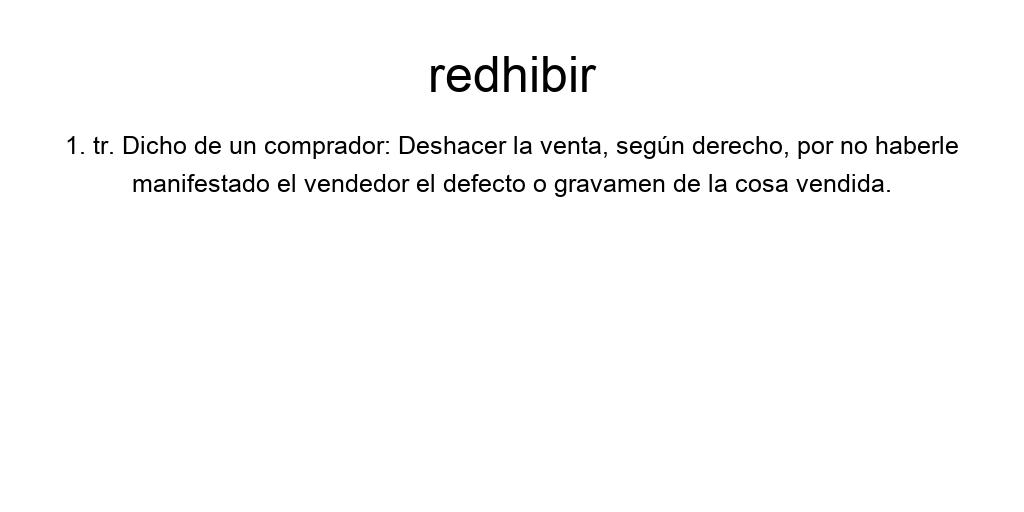 redhibir
1. tr. Dicho de un comprador: Deshacer la venta, según derecho, por no haberle
manifestado el vendedor el defecto o gravamen de la cosa vendida.